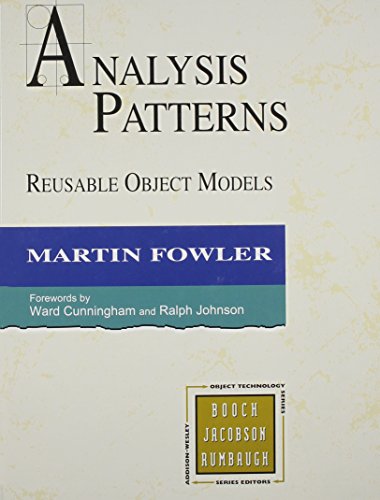 ANALYSIS
PATTERNS
REUSABLE OBJECT MODELS
MARTIN FOWLER
Forewords by
Ward Cunningham and Ralph Johnson
OBJECT TECHNOLOGY
ADDISON-WESLEY
BOOCH
JACOBSON
RUMBAUGH
SERIES
SERIES EDITORS